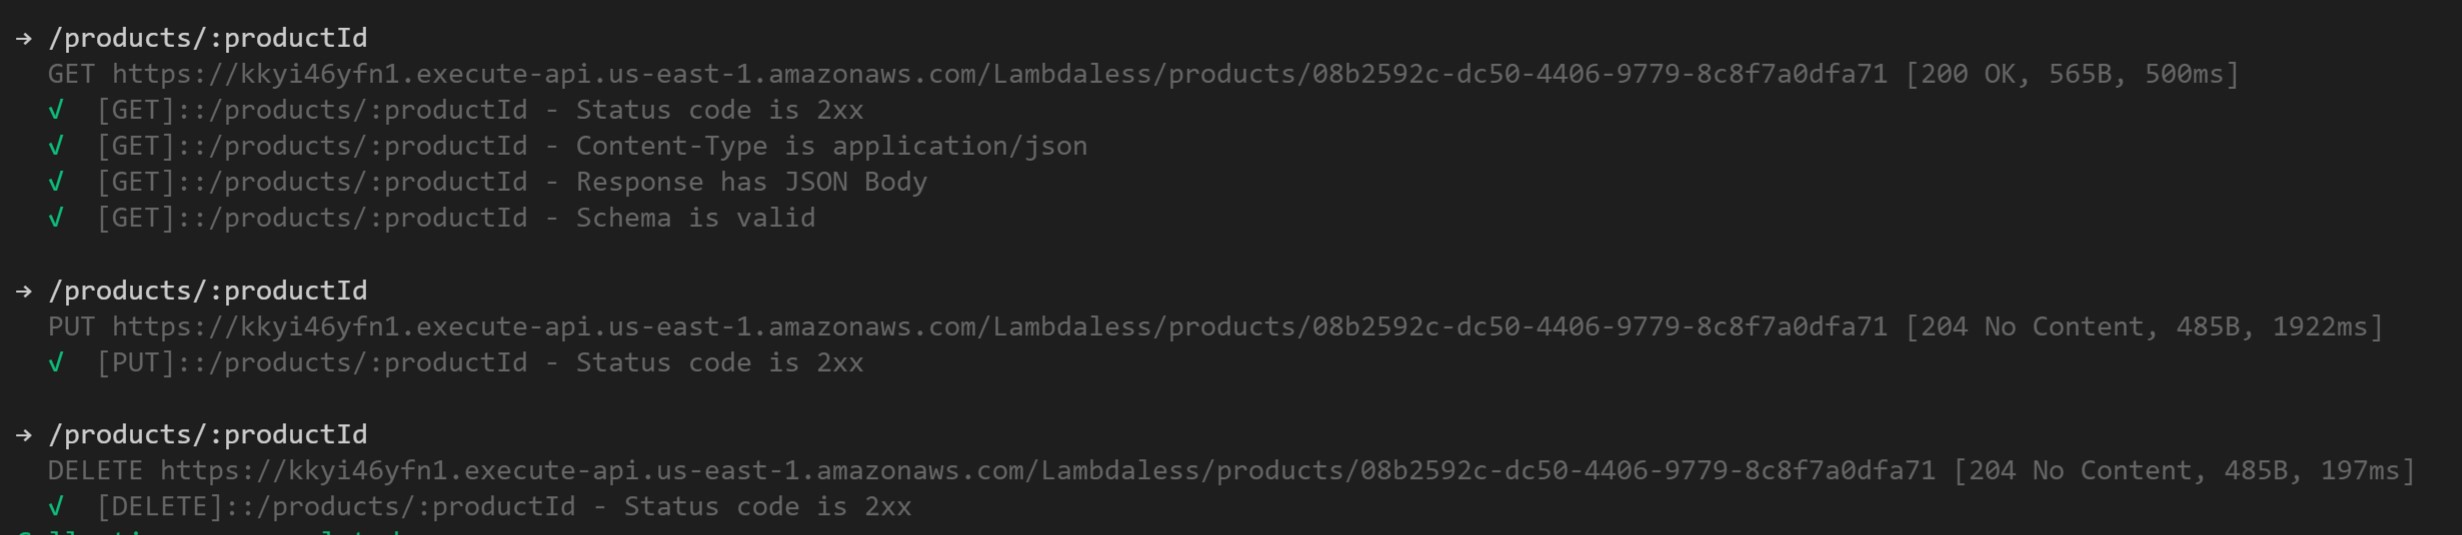 → /products/:productId
GET https://kkyi46yfn1.execute-api.us-east-1.amazonaws.com/Lambdaless/products/08b2592c-dc50-4406-9779-8c8f7a0dfa71 [200 OK, 565B, 500ms]
√ [GET]::/products/:productId - Status code is 2xx
√ [GET]::/products/:productId - Content-Type is application/json
√ [GET]::/products/:productId - Response has JSON Body
√ [GET]::/products/:productId - Schema is valid
→ /products/:productId
PUT https://kkyi46yfn1.execute-api.us-east-1.amazonaws.com/Lambdaless/products/08b2592c-dc50-4406-9779-8c8f7a0dfa71 [204 No Content, 485B, 1922ms]
√ [PUT]::/products/:productId - Status code is 2xx
→ /products/:productId
DELETE https://kkyi46yfn1.execute-api.us-east-1.amazonaws.com/Lambdaless/products/08b2592c-dc50-4406-9779-8c8f7a0dfa71 [204 No Content, 485B, 197ms]
√ [DELETE]::/products/:productId - Status code is 2xx